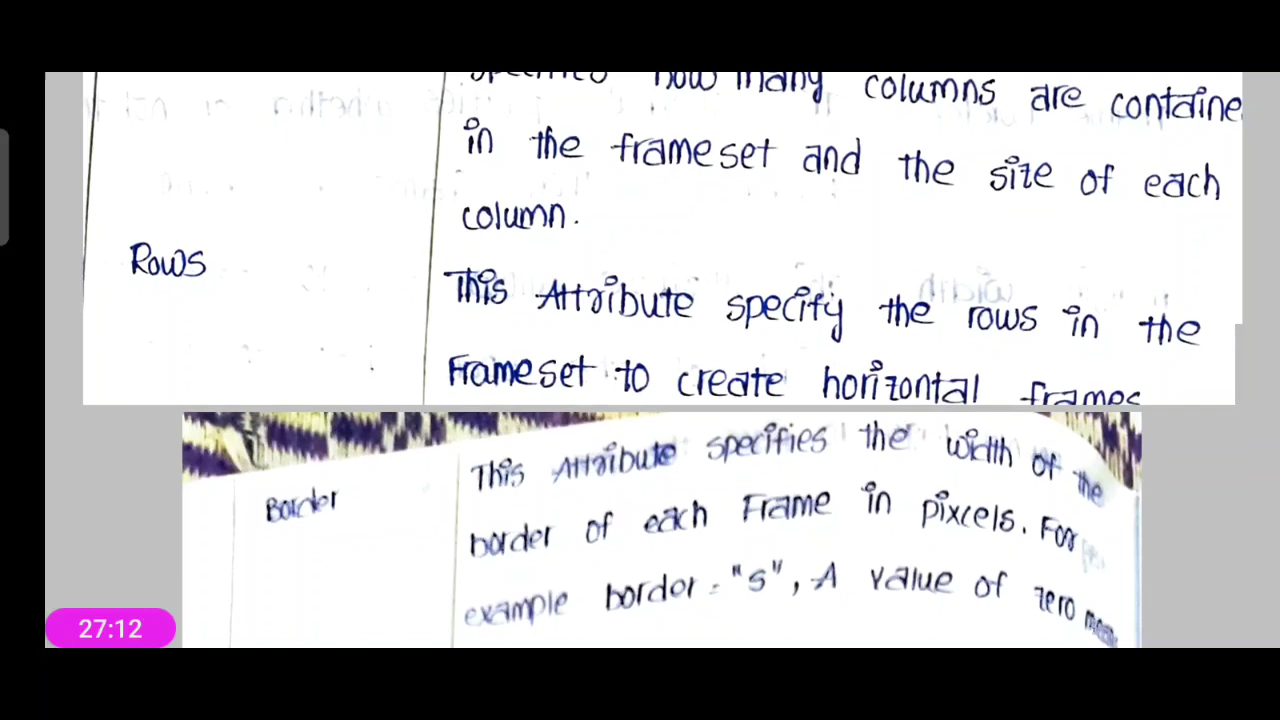 how many columns are containe
in the frameset and the size of each
column.
Rows
This Attribute specify the rows in the
Frameset to create horizontal frames
Border
This Attribute specifies the width of the
border of each Frame in pixcels. For
example border = "5", A value of zero
27:12